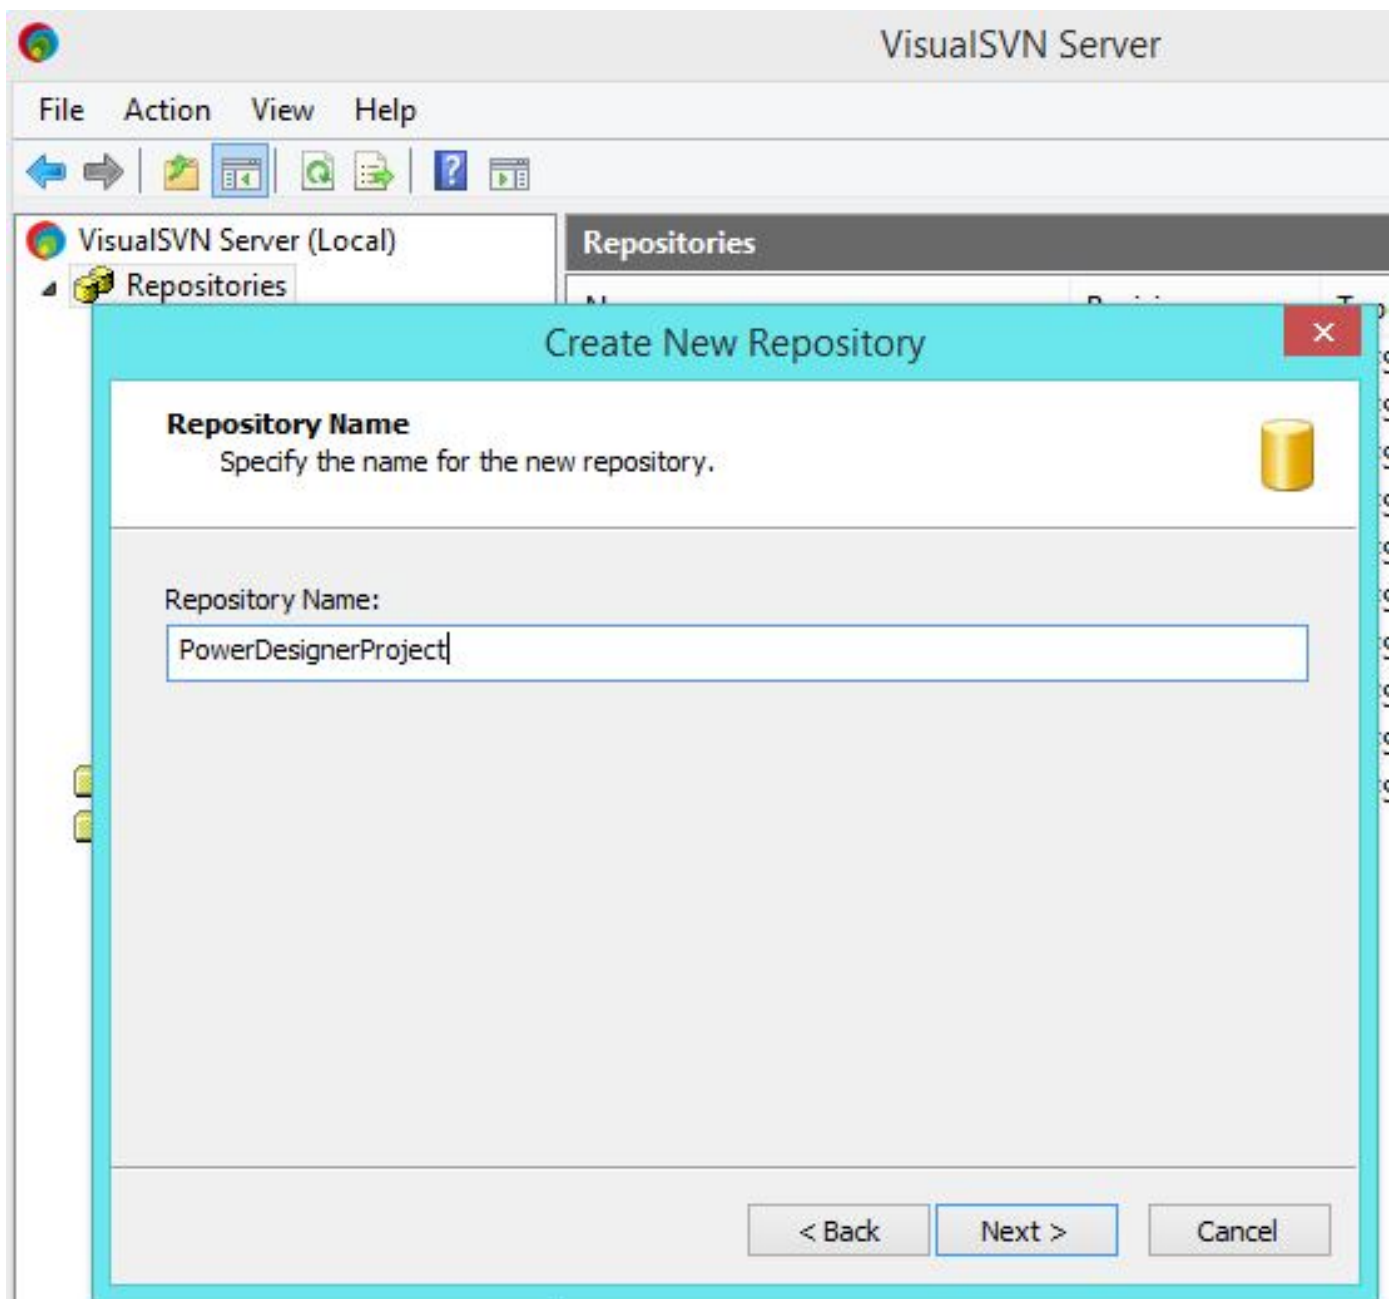 VisualSVN Server
File Action View Help
VisualSVN Server (Local)
Repositories
Repositories
Create New Repository
Repository Name
Specify the name for the new repository.
Repository Name:
PowerDesignerProject
< Back Next > Cancel